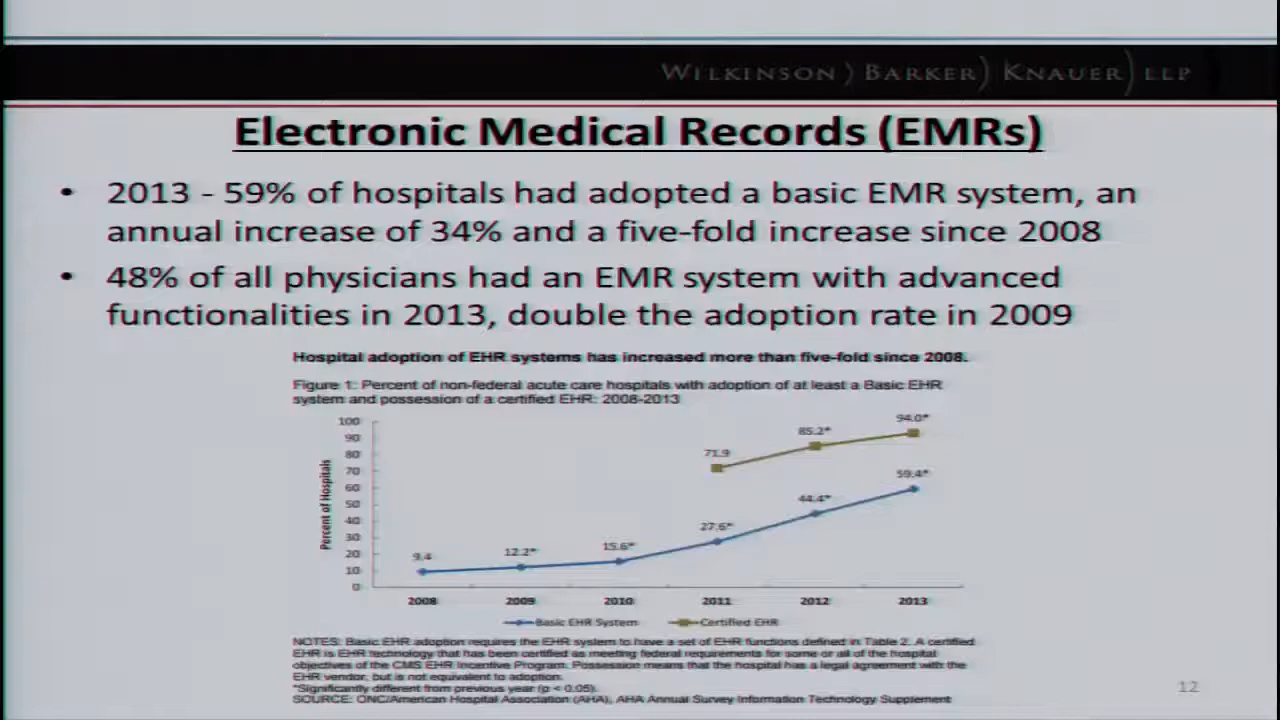 WILKINSON ) BARKER ) KNAUER ) LLP
Electronic Medical Records (EMRs)
• 2013 - 59% of hospitals had adopted a basic EMR system, an
annual increase of 34% and a five-fold increase since 2008
• 48% of all physicians had an EMR system with advanced
functionalities in 2013, double the adoption rate in 2009
Hospital adoption of EHR systems has increased more than five-fold since 2008.
Figure 1: Percent of non-federal acute care hospitals with adoption of at least a Basic EHR
system and possession of a certified EHR: 2008-2013
Percent of Hospitals
100
90
80
70
60
50
40
30
20
10
0
71.9
85.2*
94.0*
9.4
12.2*
15.6*
27.6*
44.4*
59.4*
2008 2009 2010 2011 2012 2013
Basic EHR System Certified EHR
NOTES: Basic EHR adoption requires the EHR system to have a set of EHR functions defined in Table 2. A certified
EHR is EHR technology that has been certified as meeting federal requirements for some or all of the hospital
objectives of the CMS EHR Incentive Program. Possession means that the hospital has a legal agreement with the
EHR vendor, but is not equivalent to adoption.
*Significantly different from previous year (p < 0.05).
SOURCE: ONC/American Hospital Association (AHA), AHA Annual Survey Information Technology Supplement
12